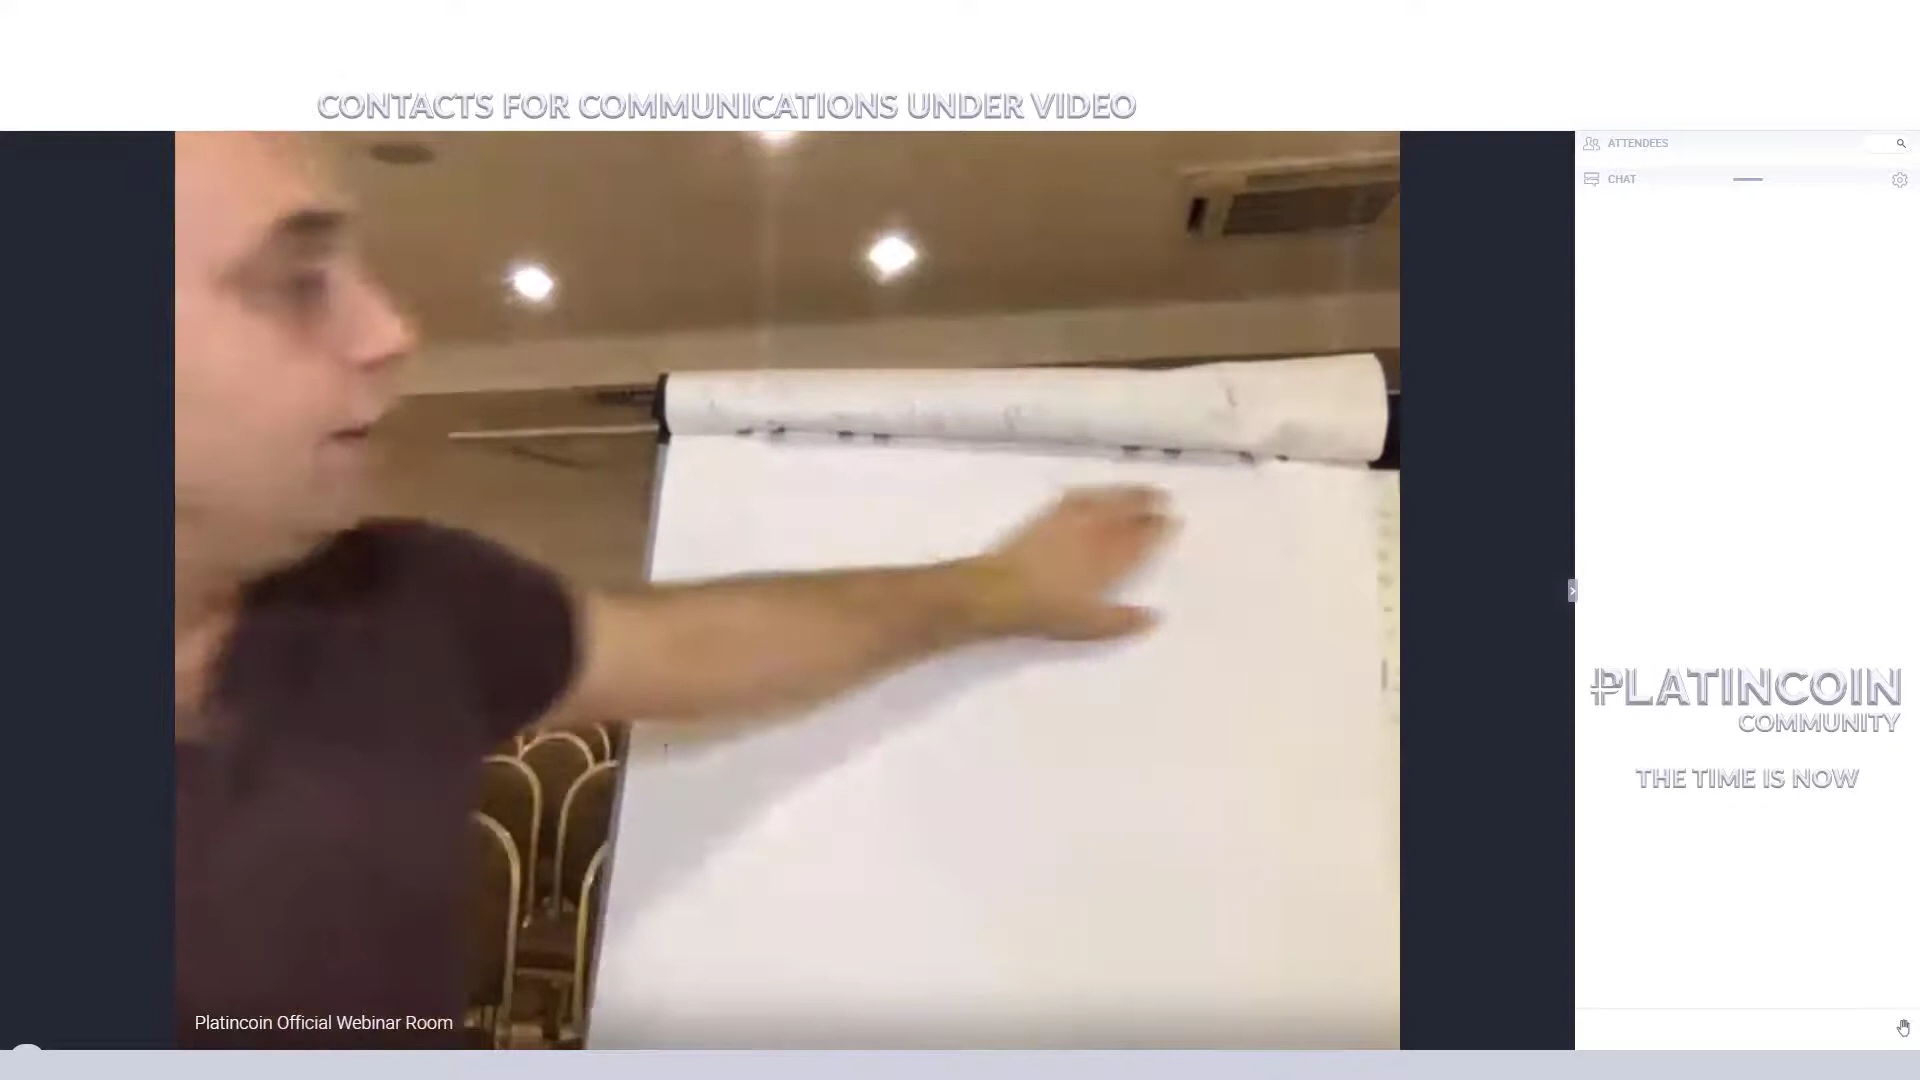 CONTACTS FOR COMMUNICATIONS UNDER VIDEO
ATTENDEES
CHAT
PLATINCOIN
COMMUNITY
THE TIME IS NOW
Platincoin Official Webinar Room